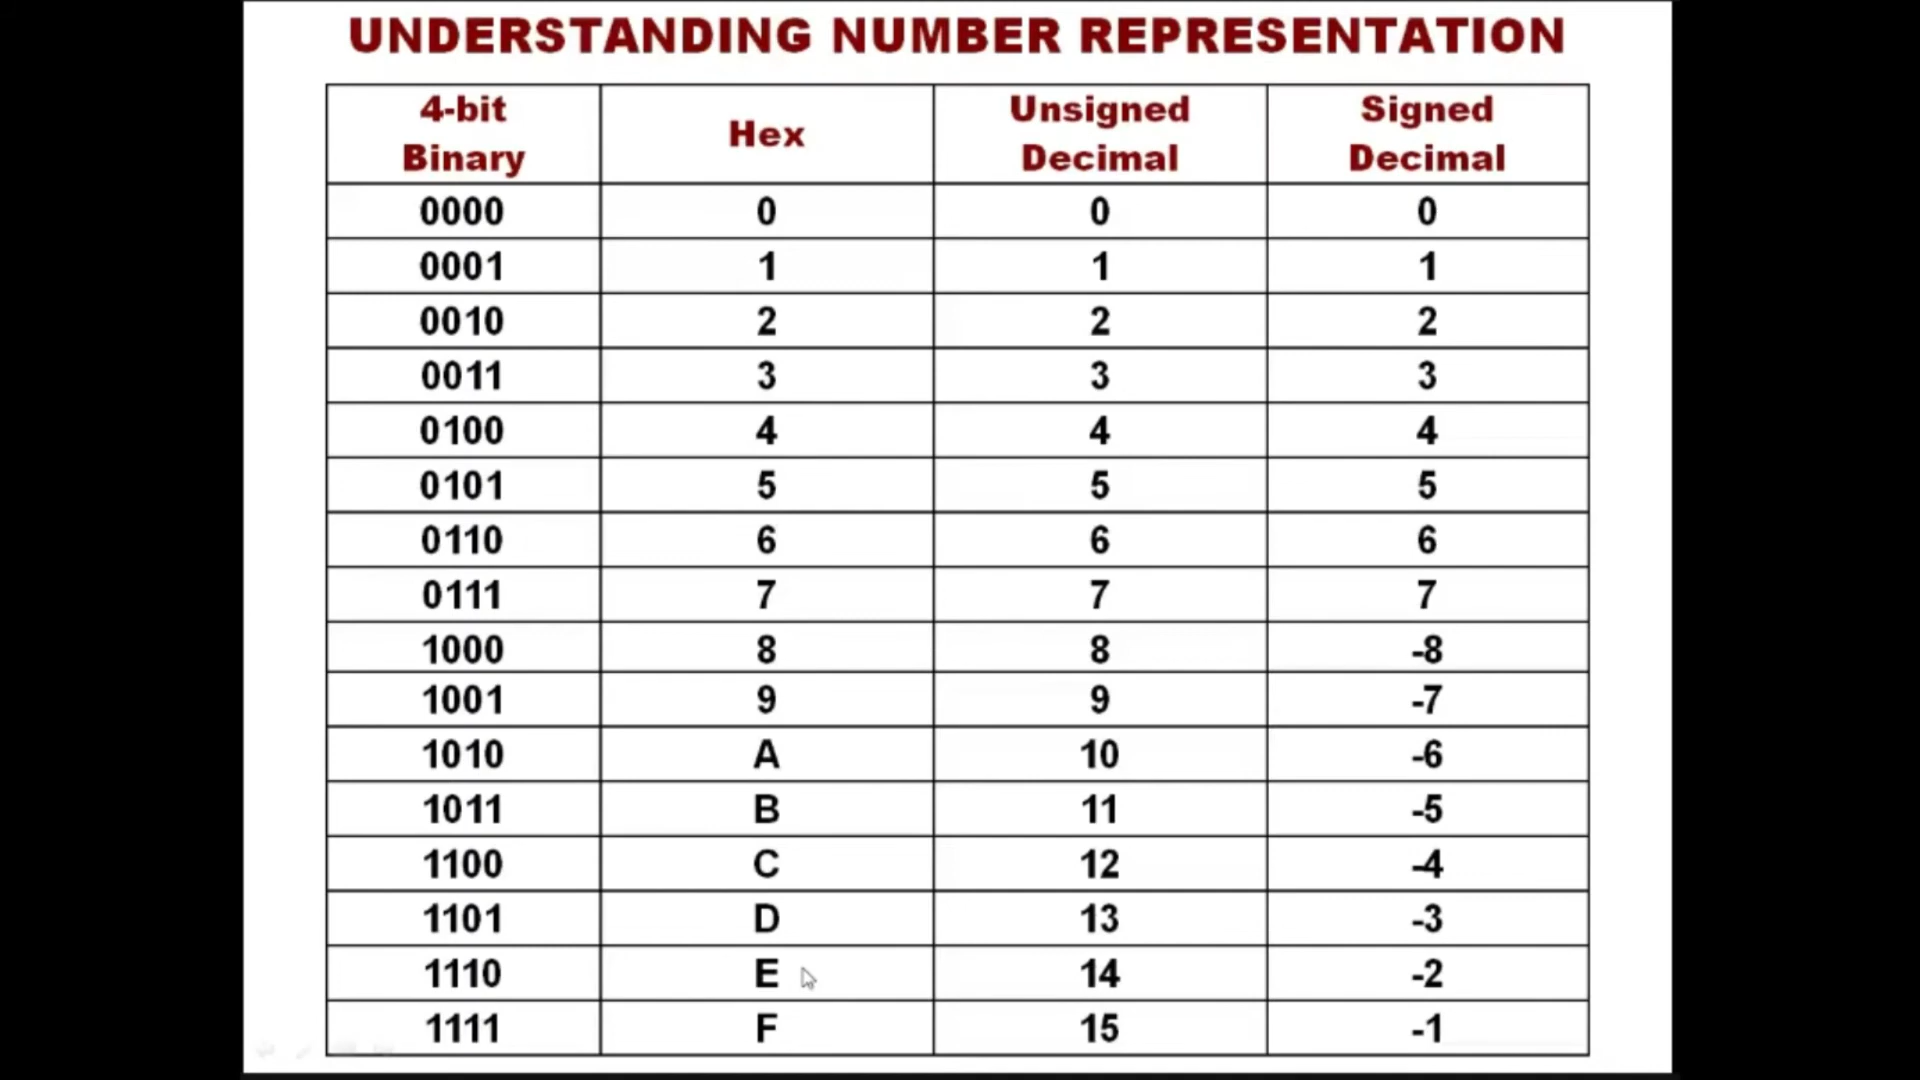 UNDERSTANDING NUMBER REPRESENTATION
4-bit Binary Hex Unsigned Decimal Signed Decimal
0000 0 0 0
0001 1 1 1
0010 2 2 2
0011 3 3 3
0100 4 4 4
0101 5 5 5
0110 6 6 6
0111 7 7 7
1000 8 8 -8
1001 9 9 -7
1010 A 10 -6
1011 B 11 -5
1100 C 12 -4
1101 D 13 -3
1110 E 14 -2
1111 F 15 -1